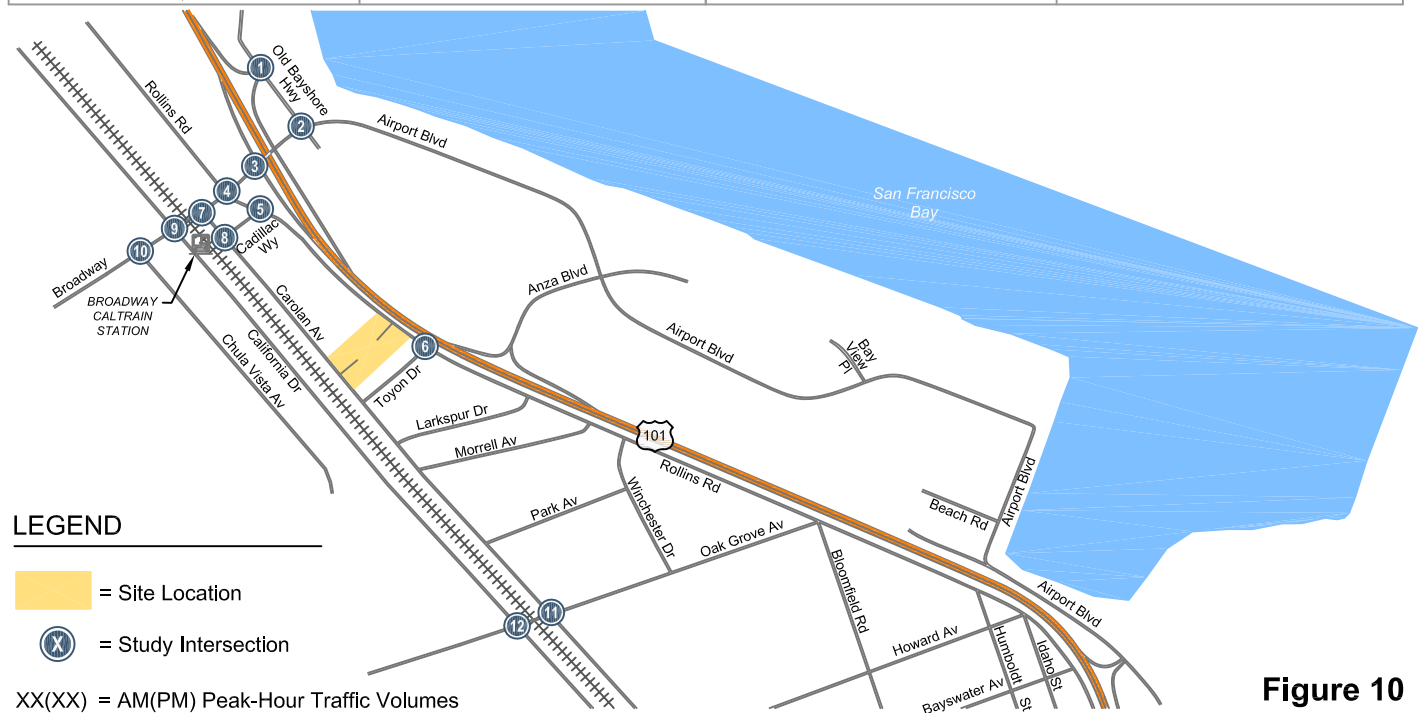 1
Old Bayshore
Hwy
2
Airport Blvd
Rollins Rd
3
4
5
7
9
8
10
Cadillac
Wy
Broadway
BROADWAY
CALTRAIN
STATION
San Francisco
Bay
Anza Blvd
Carolan Av
California Dr
Chula Vista Av
6
Toyon Dr
Airport Blvd
Bay
View
Pl
Larkspur Dr
Morrell Av
101
Rollins Rd
Park Av
Winchester Dr
Oak Grove Av
Beach Rd
Airport Blvd
Bloomfield Rd
11
12
Airport Blvd
Howard Av
Humboldt
St
Idaho St
Bayswater Av
LEGEND
= Site Location
X = Study Intersection
XX(XX) = AM(PM) Peak-Hour Traffic Volumes
Figure 10